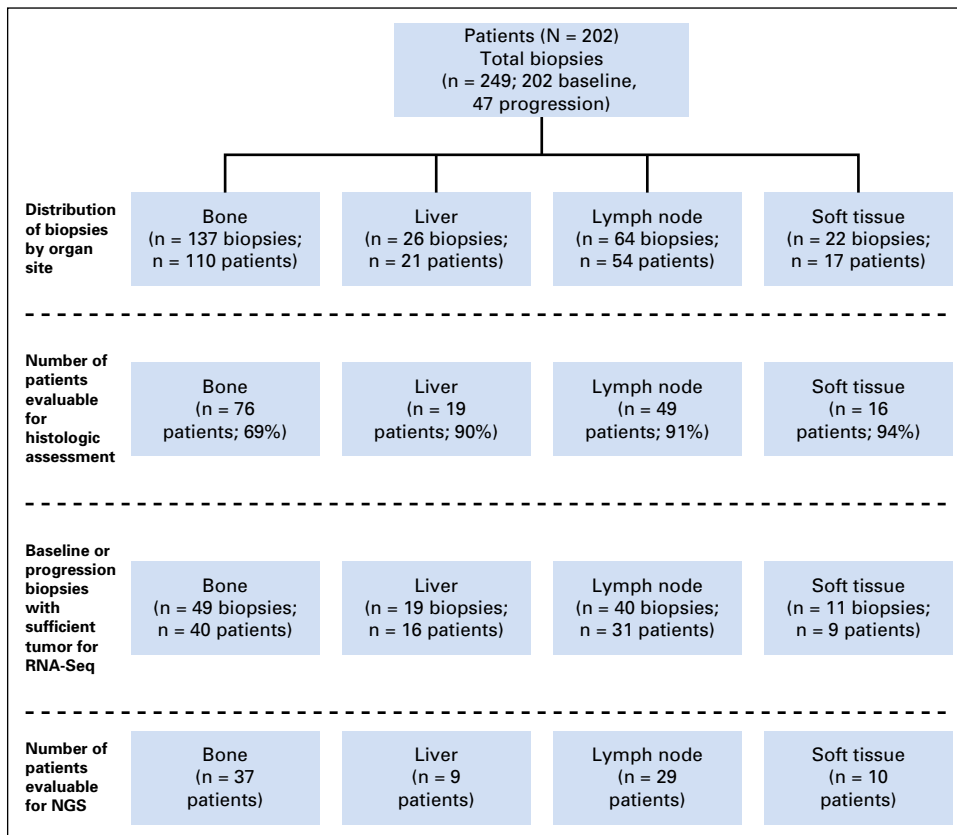 Patients (N = 202)
Total biopsies
(n = 249; 202 baseline,
47 progression)
Distribution
of biopsies
by organ
site
Bone
(n = 137 biopsies;
n = 110 patients)
Liver
(n = 26 biopsies;
n = 21 patients)
Lymph node
(n = 64 biopsies;
n = 54 patients)
Soft tissue
(n = 22 biopsies;
n = 17 patients)
Number of
patients
evaluable
for
histologic
assessment
Bone
(n = 76
patients; 69%)
Liver
(n = 19
patients; 90%)
Lymph node
(n = 49
patients; 91%)
Soft tissue
(n = 16
patients; 94%)
Baseline or
progression
biopsies
with
sufficient
tumor for
RNA-Seq
Bone
(n = 49 biopsies;
n = 40 patients)
Liver
(n = 19 biopsies;
n = 16 patients)
Lymph node
(n = 40 biopsies;
n = 31 patients)
Soft tissue
(n = 11 biopsies;
n = 9 patients)
Number of
patients
evaluable
for NGS
Bone
(n = 37
patients)
Liver
(n = 9
patients)
Lymph node
(n = 29
patients)
Soft tissue
(n = 10
patients)